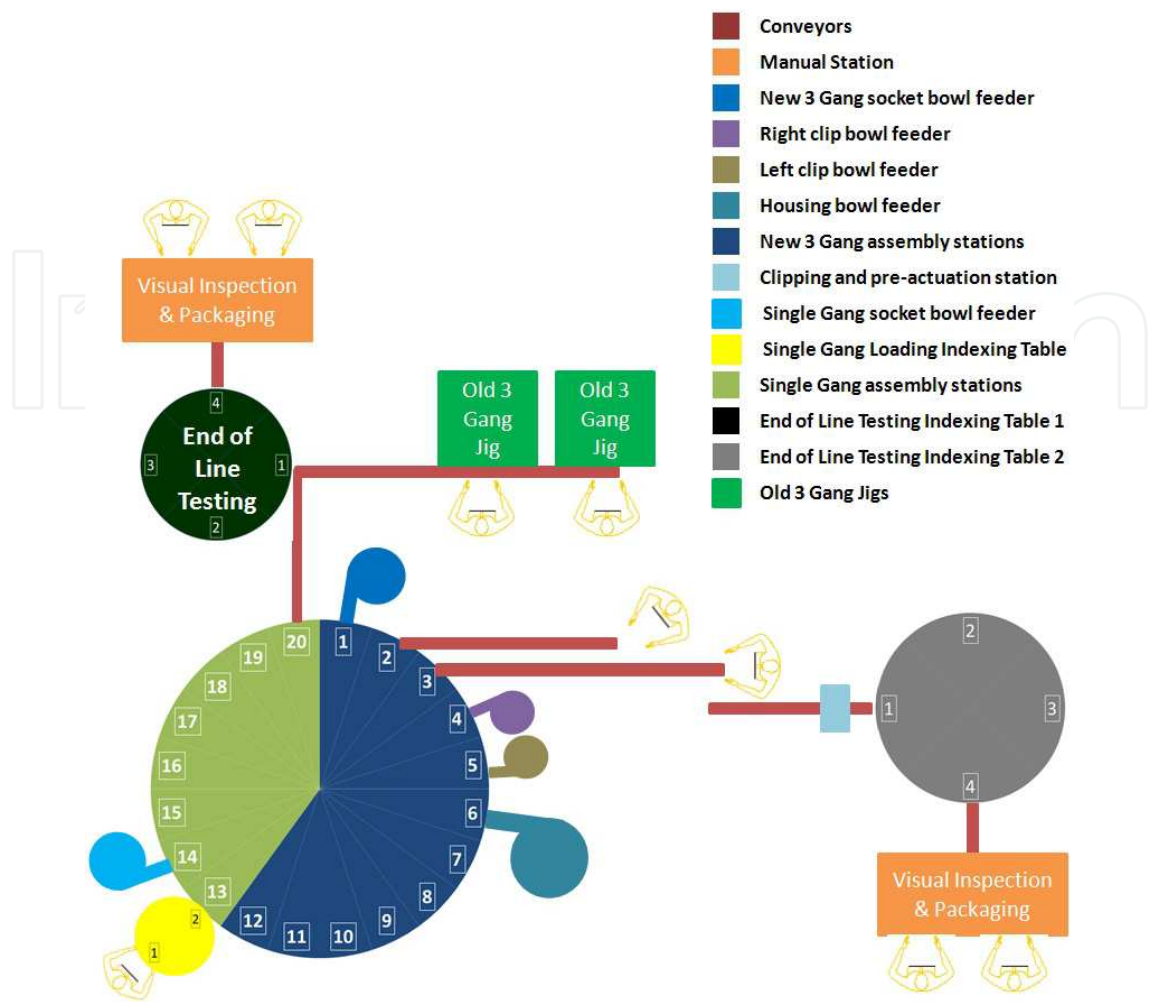 Conveyors
Manual Station
New 3 Gang socket bowl feeder
Right clip bowl feeder
Left clip bowl feeder
Housing bowl feeder
New 3 Gang assembly stations
Clipping and pre-actuation station
Single Gang socket bowl feeder
Single Gang Loading Indexing Table
Single Gang assembly stations
End of Line Testing Indexing Table 1
End of Line Testing Indexing Table 2
Old 3 Gang Jigs
Visual Inspection
& Packaging
4
End of
Line
Testing
3
1
2
Old 3
Gang
Jig
Old 3
Gang
Jig
20
1
19
2
18
3
17
4
16
5
15
6
14
7
13
8
12
9
11
10
2
1
2
1
3
4
Visual Inspection
& Packaging